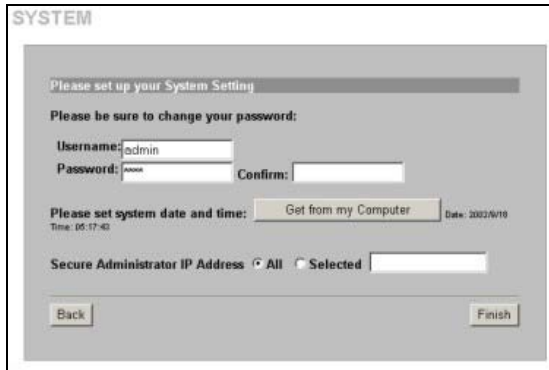 SYSTEM
Please set up your System Setting
Please be sure to change your password:
Username: admin
Password: **** Confirm:
Please set system date and time: Get from my Computer Date: 2002/9/16
Time: 05:17:43
Secure Administrator IP Address All Selected
Back Finish